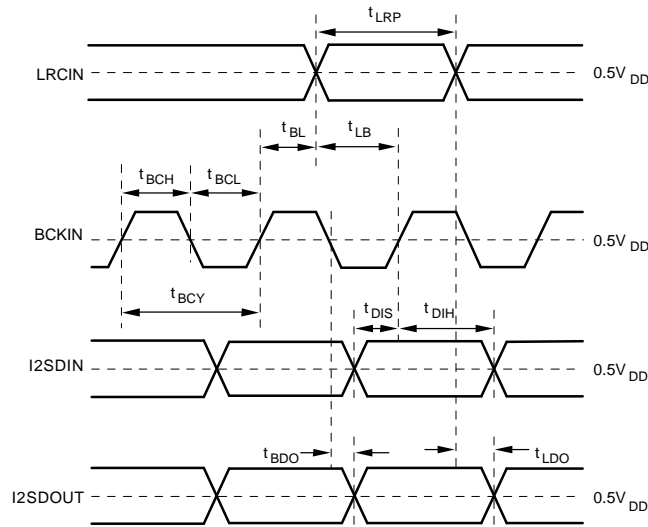 tLRP
LRCIN
0.5VDD
tBL
tLB
tBCH
tBCL
BCKIN
0.5VDD
tBCY
tDIS
tDIH
I2SDIN
0.5VDD
tBDO
tLDO
I2SDOUT
0.5VDD